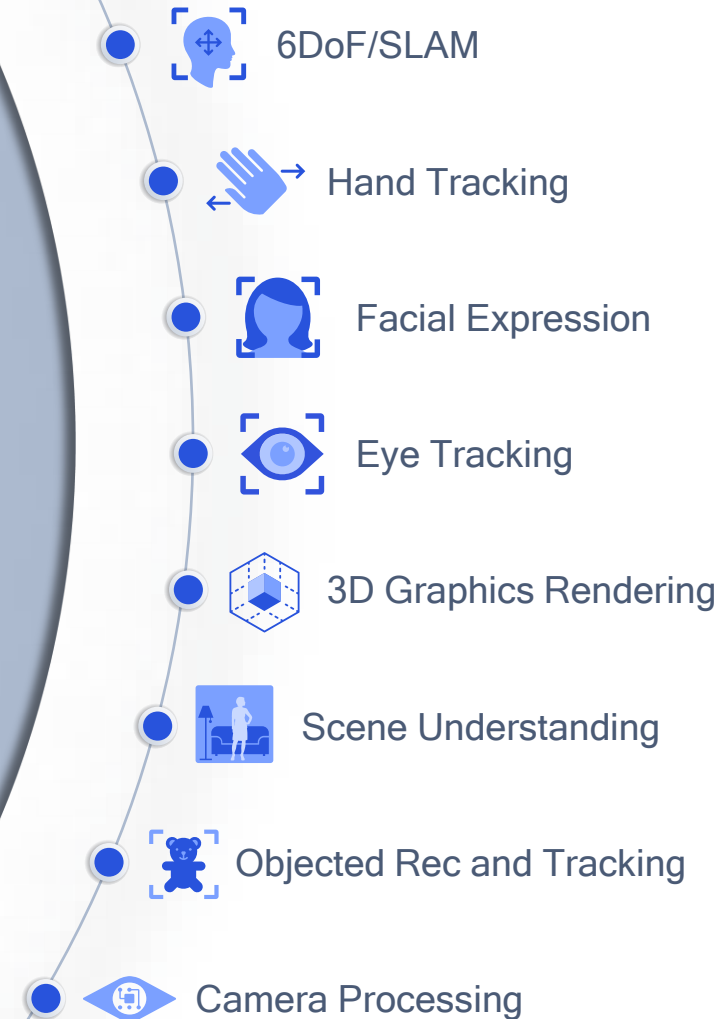 6DoF/SLAM
Hand Tracking
Facial Expression
Eye Tracking
3D Graphics Rendering
Scene Understanding
Objected Rec and Tracking
Camera Processing